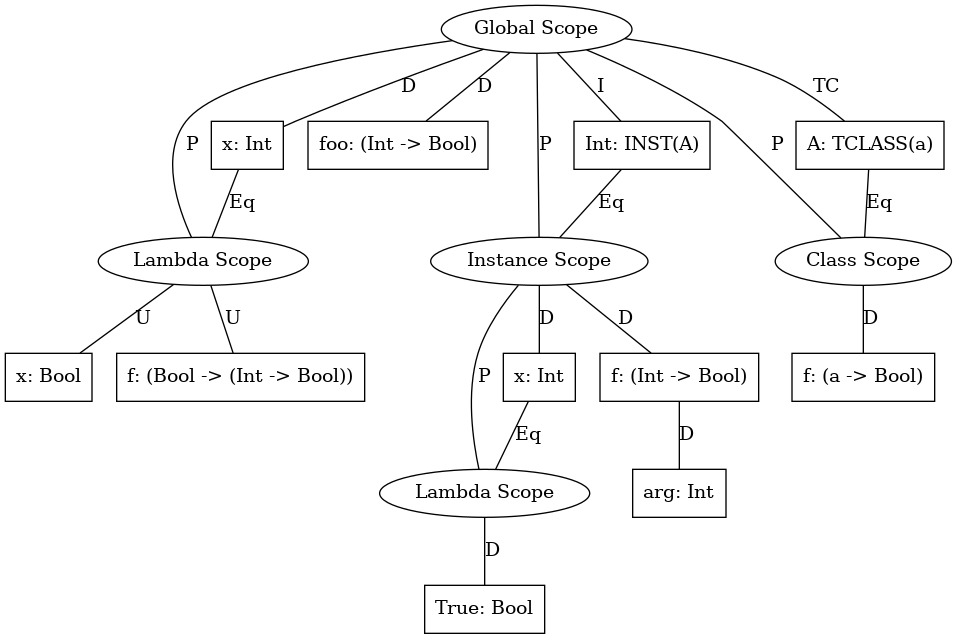 Global Scope
D
D
I
TC
P
x: Int
foo: (Int -> Bool)
P
Int: INST(A)
P
A: TCLASS(a)
Eq
Eq
Eq
Lambda Scope
Instance Scope
Class Scope
U
U
D
D
D
x: Bool
f: (Bool -> (Int -> Bool))
P
x: Int
f: (Int -> Bool)
f: (a -> Bool)
Eq
D
Lambda Scope
arg: Int
D
True: Bool